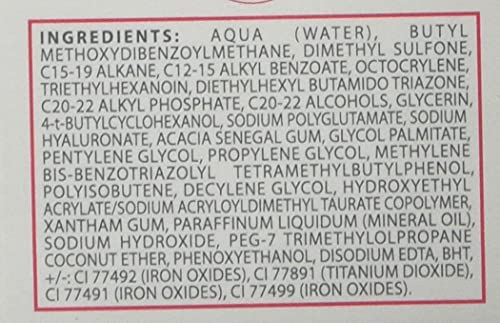 INGREDIENTS: AQUA (WATER), BUTYL
METHOXYDIBENZOYLMETHANE, DIMETHYL SULFONE,
C15-19 ALKANE, C12-15 ALKYL BENZOATE, OCTOCRYLENE,
TRIETHYLHEXANOIN, DIETHYLHEXYL BUTAMIDO TRIAZONE,
C20-22 ALKYL PHOSPHATE, C20-22 ALCOHOLS, GLYCERIN,
4-t-BUTYLCYCLOHEXANOL, SODIUM POLYGLUTAMATE, SODIUM
HYALURONATE, ACACIA SENEGAL GUM, GLYCOL PALMITATE,
PENTYLENE GLYCOL, PROPYLENE GLYCOL, METHYLENE
BIS-BENZOTRIAZOLYL TETRAMETHYLBUTYLPHENOL,
POLYISOBUTENE, DECYLENE GLYCOL, HYDROXYETHYL
ACRYLATE/SODIUM ACRYLOYLDIMETHYL TAURATE COPOLYMER,
XANTHAM GUM, PARAFFINUM LIQUIDUM (MINERAL OIL),
SODIUM HYDROXIDE, PEG-7 TRIMETHYLOLPROPANE
COCONUT ETHER, PHENOXYETHANOL, DISODIUM EDTA, BHT,
+/-: CI 77492 (IRON OXIDES), CI 77891 (TITANIUM DIOXIDE),
CI 77491 (IRON OXIDES), CI 77499 (IRON OXIDES).